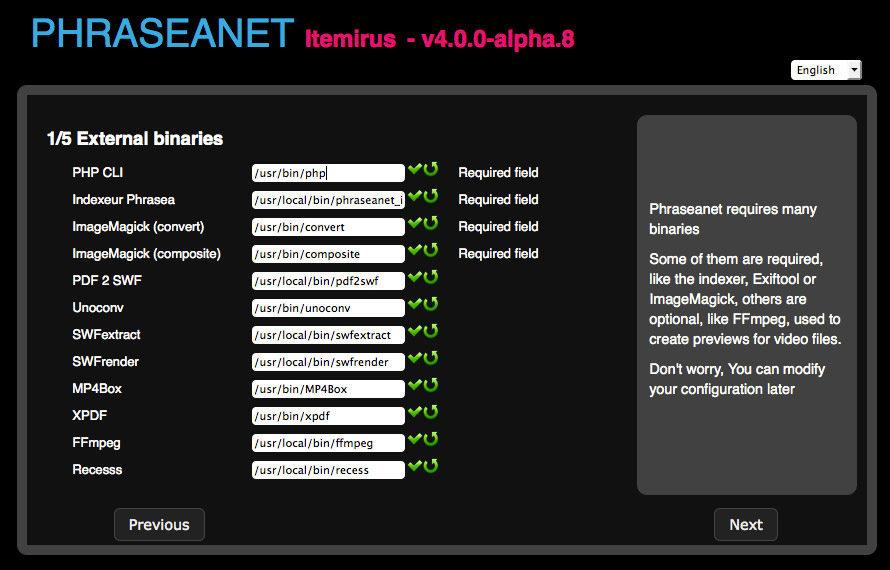 PHRASEANET Itemirus - v4.0.0-alpha.8
English
1/5 External binaries
PHP CLI /usr/bin/php Required field
Indexeur Phrasea /usr/local/bin/phraseanet_i Required field
ImageMagick (convert) /usr/bin/convert Required field
ImageMagick (composite) /usr/bin/composite Required field
PDF 2 SWF /usr/local/bin/pdf2swf
Unoconv /usr/bin/unoconv
SWFextract /usr/local/bin/swfextract
SWFrender /usr/local/bin/swfrender
MP4Box /usr/bin/MP4Box
XPDF /usr/bin/xpdf
FFmpeg /usr/local/bin/ffmpeg
Recesss /usr/local/bin/recess
Phraseanet requires many
binaries
Some of them are required,
like the indexer, Exiftool or
ImageMagick, others are
optional, like FFmpeg, used to
create previews for video files.
Don't worry, You can modify
your configuration later
Previous
Next